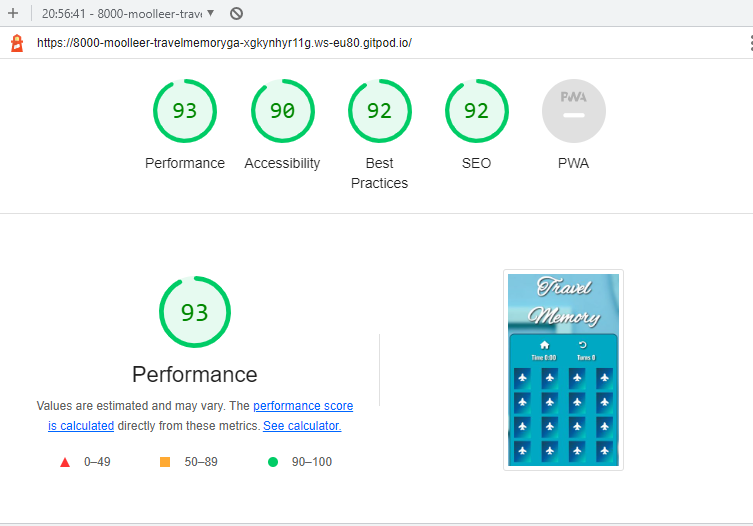 20:56:41 - 8000-moolleer-trav
https://8000-moolleer-travelmemoryga-xgkynhyr11g.ws-eu80.gitpod.io/
93
90
92
92
PWA
Performance
Accessibility
Best
Practices
SEO
PWA
93
Performance
Values are estimated and may vary. The performance score
is calculated directly from these metrics. See calculator.
0–49
50–89
90–100
Travel
Memory
Time 0:00
Turns 0